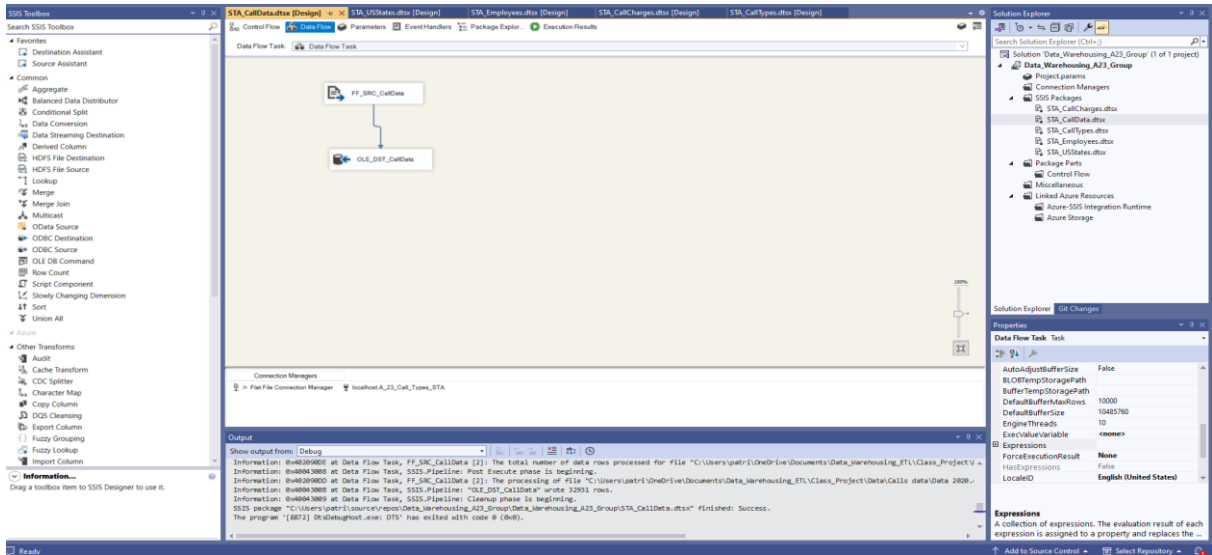 SSIS Toolbox
Search SSIS Toolbox
Favorites
Destination Assistant
Source Assistant
Common
Aggregate
Balanced Data Distributor
Conditional Split
Data Conversion
Data Streaming Destination
Derived Column
HDFS File Destination
HDFS File Source
Lookup
Merge
Merge Join
Multicast
OData Source
ODBC Destination
ODBC Source
OLE DB Command
Row Count
Script Component
Slowly Changing Dimension
Sort
Union All
Azure
Other Transforms
Audit
Cache Transform
CDC Splitter
Character Map
Copy Column
DQS Cleansing
Export Column
Fuzzy Grouping
Fuzzy Lookup
Import Column
Information...
Drag a toolbox item to SSIS Designer to use it.
STA_CallData.dtsx [Design] STA_USStates.dtsx [Design] STA_Employees.dtsx [Design] STA_CallCharges.dtsx [Design] STA_CallTypes.dtsx [Design]
Control Flow Data Flow Parameters Event Handlers Package Explor... Execution Results
Data Flow Task: Data Flow Task
FF_SRC_CallData
OLE_DST_CallData
100%
Connection Managers
Flat File Connection Manager localhost.A_23_Call_Types_STA
Output
Show output from: Debug
Information: 0x402090DE at Data Flow Task, FF_SRC_CallData [2]: The total number of data rows processed for file "C:\Users\patri\OneDrive\Documents\Data_Warehousing_ETL\Class_Project\
Information: 0x40043008 at Data Flow Task, SSIS.Pipeline: Post Execute phase is beginning.
Information: 0x402090DD at Data Flow Task, FF_SRC_CallData [2]: The processing of file "C:\Users\patri\OneDrive\Documents\Data_Warehousing_ETL\Class_Project\Data\Calls data\Data 2020.
Information: 0x4004300B at Data Flow Task, SSIS.Pipeline: "OLE_DST_CallData" wrote 32931 rows.
Information: 0x40043009 at Data Flow Task, SSIS.Pipeline: Cleanup phase is beginning.
SSIS package "C:\Users\patri\source\repos\Data_Warehousing_A23_Group\Data_Warehousing_A23_Group\STA_CallData.dtsx" finished: Success.
The program '[8872] DtsDebugHost.exe: DTS' has exited with code 0 (0x0).
Solution Explorer
Search Solution Explorer (Ctrl+;)
Solution 'Data_Warehousing_A23_Group' (1 of 1 project)
Data_Warehousing_A23_Group
Project.params
Connection Managers
SSIS Packages
STA_CallCharges.dtsx
STA_CallData.dtsx
STA_CallTypes.dtsx
STA_Employees.dtsx
STA_USStates.dtsx
Package Parts
Control Flow
Miscellaneous
Linked Azure Resources
Azure-SSIS Integration Runtime
Azure Storage
Solution Explorer Git Changes
Properties
Data Flow Task Task
AutoAdjustBufferSize False
BLOBTempStoragePath
BufferTempStoragePath
DefaultBufferMaxRows 10000
DefaultBufferSize 10485760
EngineThreads 10
ExecValueVariable <none>
Expressions
ForceExecutionResult None
HasExpressions False
LocaleID English (United States)
Expressions
A collection of expressions. The evaluation result of each
expression is assigned to a property and replaces the ...
Ready
Add to Source Control Select Repository